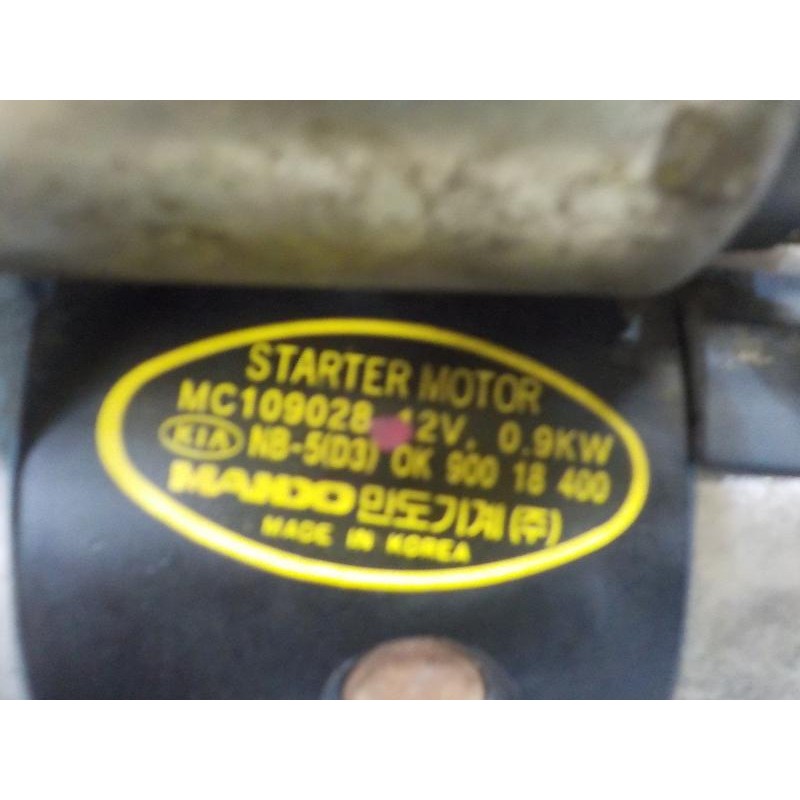 STARTER MOTOR
MC109028 12V, 0.9KW
KIA NB-5(D3) OK 900 18 400
MANDO 만도기계(주)
MADE IN KOREA